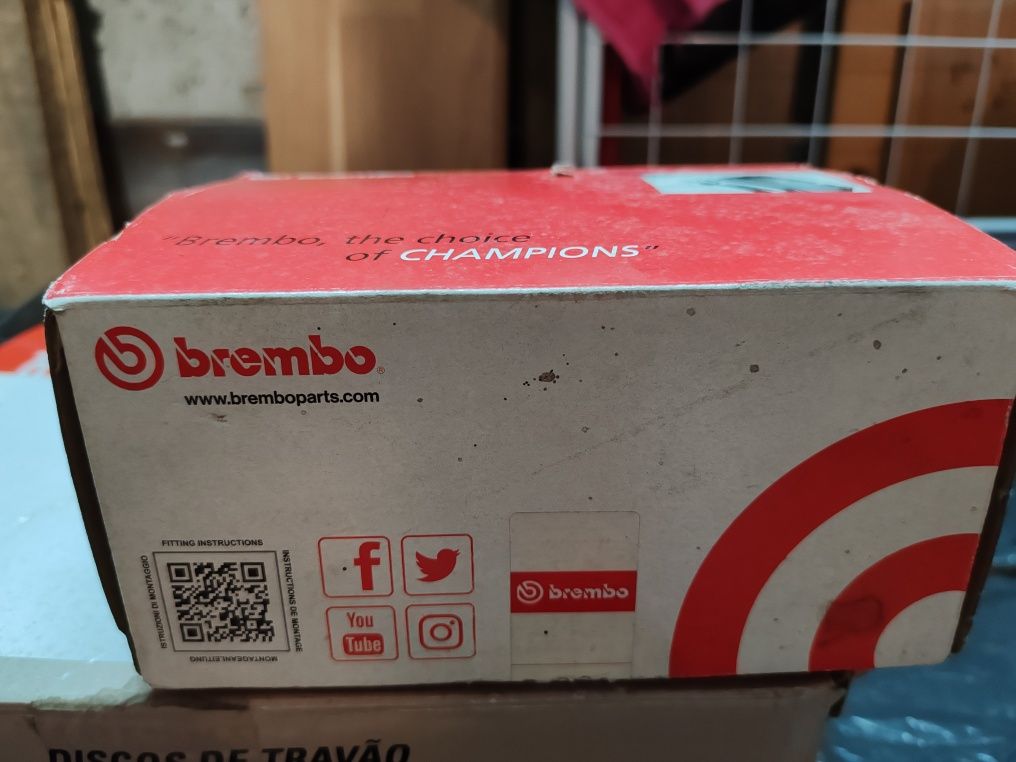 "Brembo, the choice
of CHAMPIONS"
brembo®
www.bremboparts.com
FITTING INSTRUCTIONS
ISTRUZIONI DI MONTAGGIO
INSTRUCTIONS DE MONTAGE
MONTAGEANLEITUNG
f
You
Tube
brembo
DISCOS DE TRAVÃO